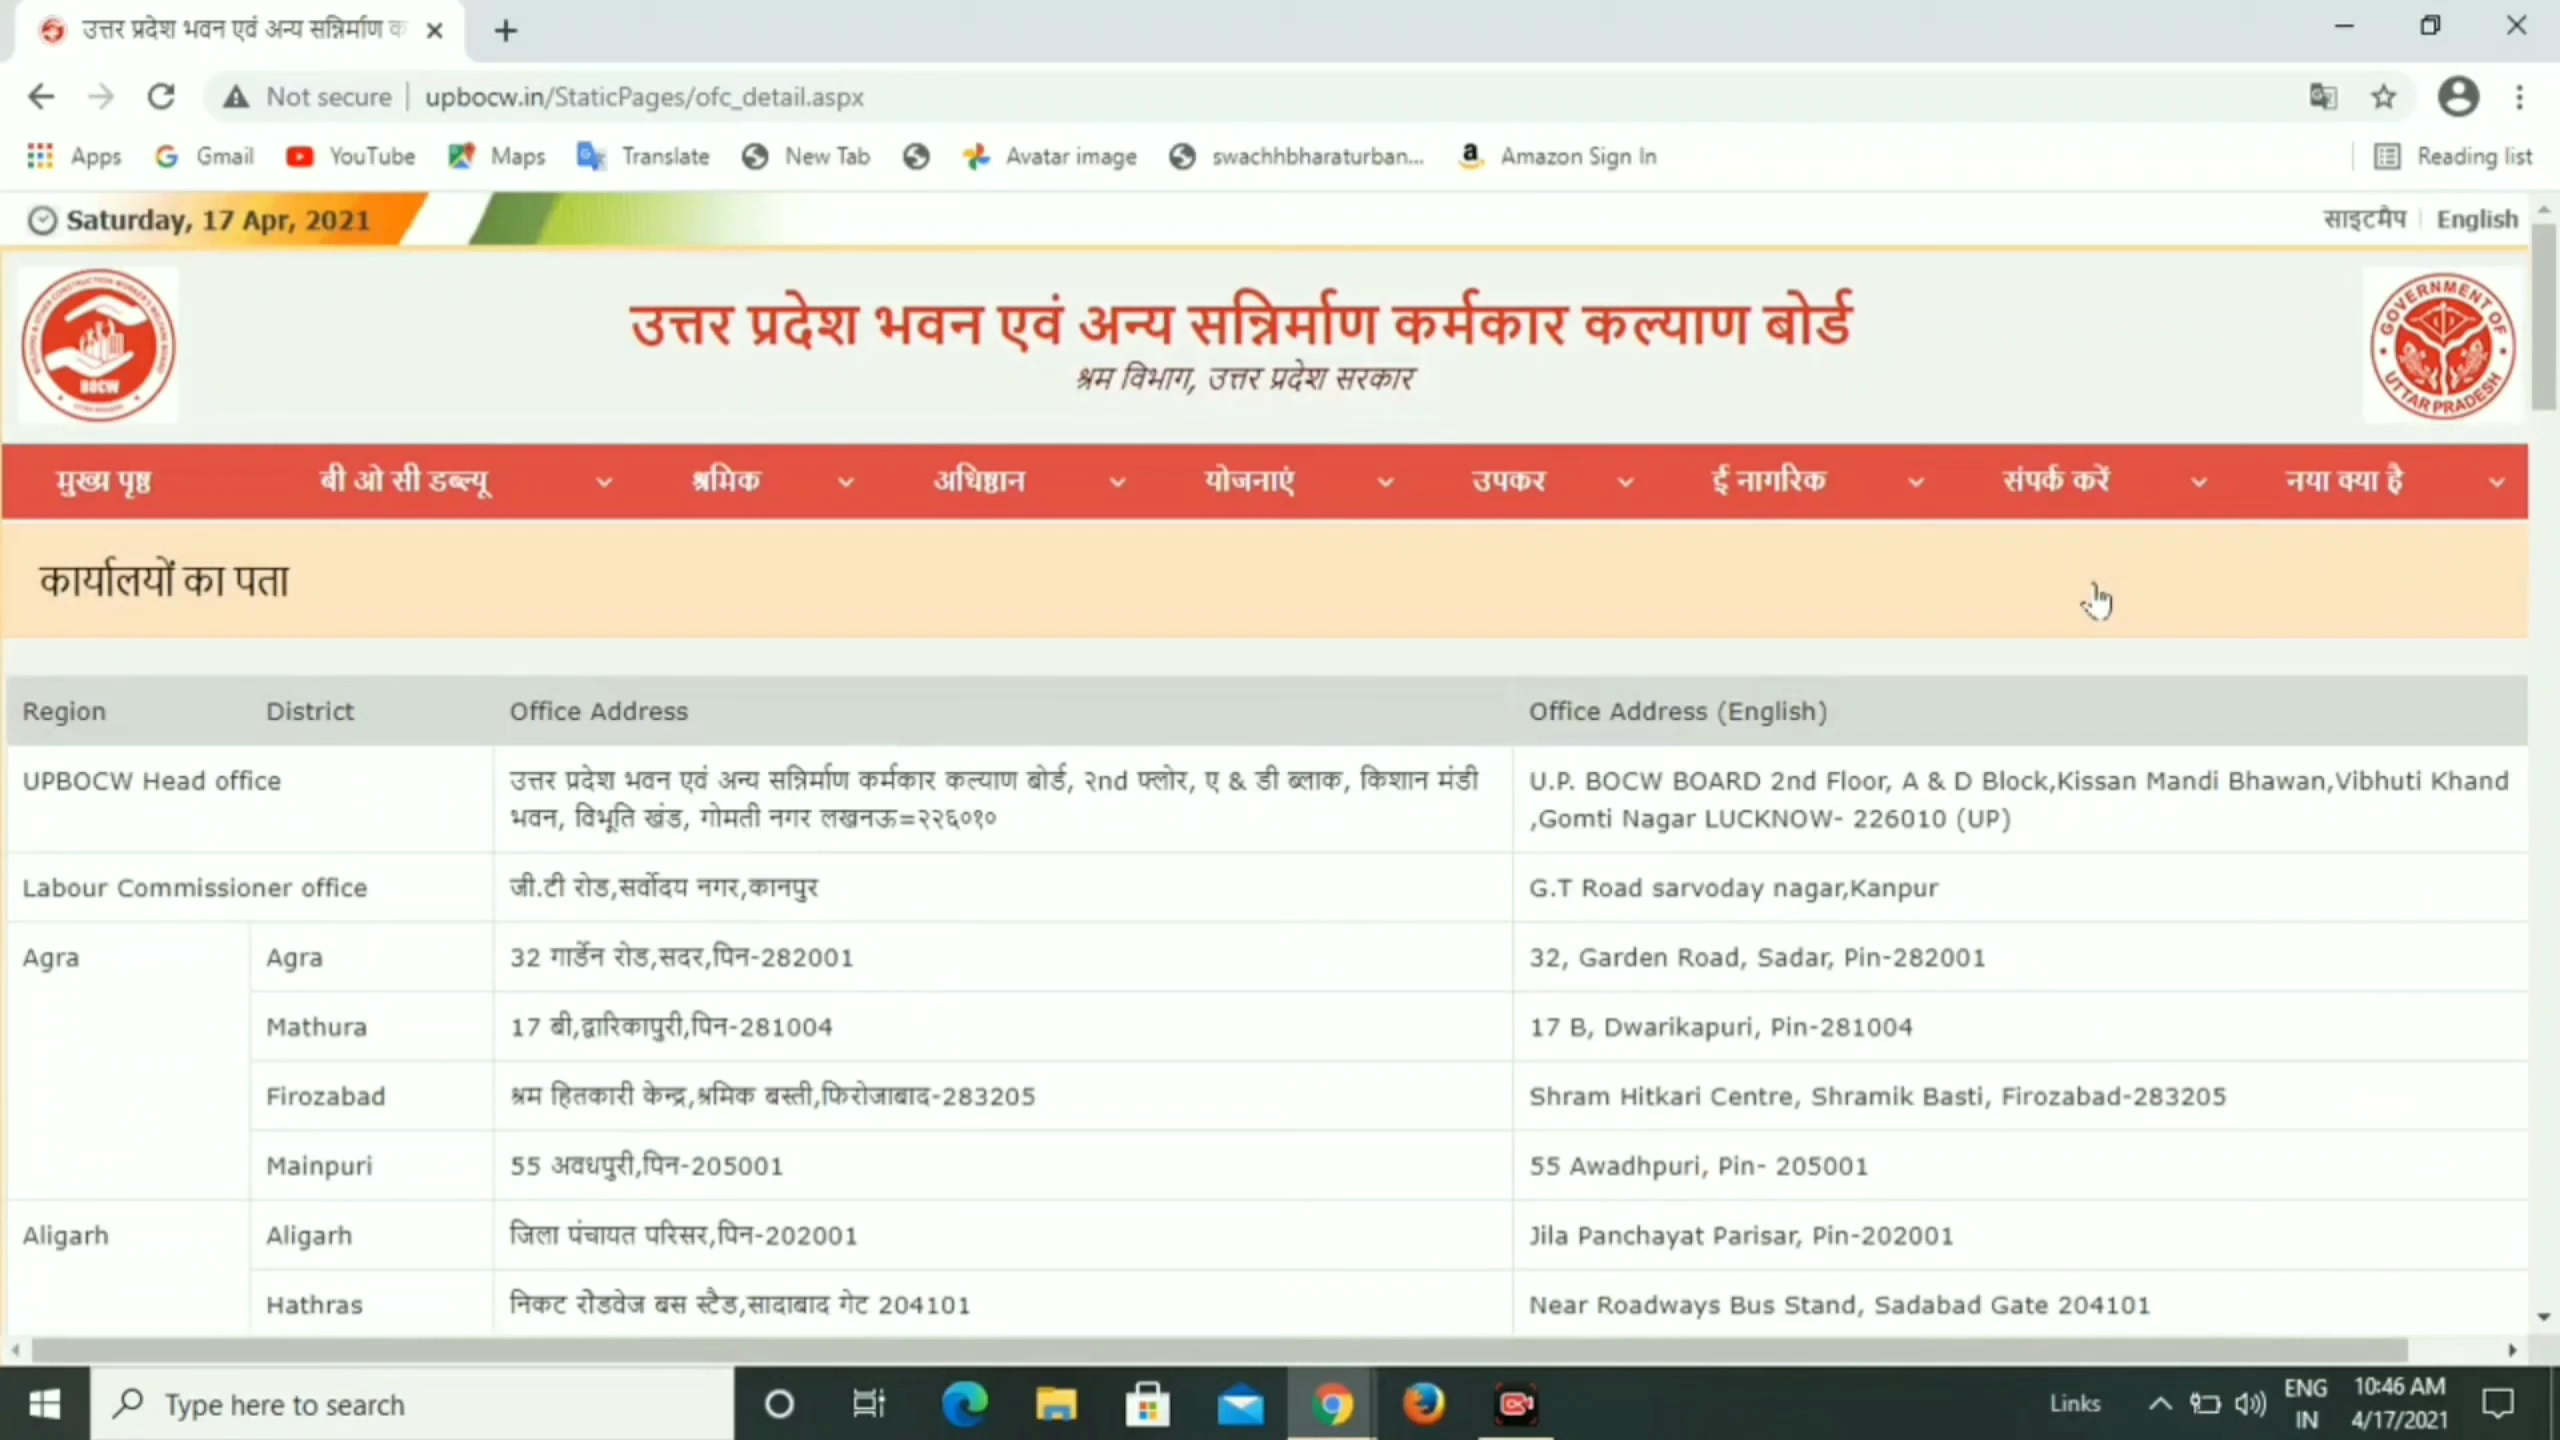 उत्तर प्रदेश भवन एवं अन्य सन्निर्माण क
Not secure | upbocw.in/StaticPages/ofc_detail.aspx
Apps Gmail YouTube Maps Translate New Tab Avatar image swachhbharaturban... Amazon Sign In Reading list
Saturday, 17 Apr, 2021 साइटमैप English
उत्तर प्रदेश भवन एवं अन्य सन्निर्माण कर्मकार कल्याण बोर्ड
श्रम विभाग, उत्तर प्रदेश सरकार
BOCW
GOVERNMENT OF
UTTAR PRADESH
मुख्य पृष्ठ बी ओ सी डब्ल्यू श्रमिक अधिष्ठान योजनाएं उपकर ई नागरिक संपर्क करें नया क्या है
कार्यालयों का पता
Region District Office Address Office Address (English)
UPBOCW Head office उत्तर प्रदेश भवन एवं अन्य सन्निर्माण कर्मकार कल्याण बोर्ड, २nd फ्लोर, ए & डी ब्लाक, किशान मंडी U.P. BOCW BOARD 2nd Floor, A & D Block,Kissan Mandi Bhawan,Vibhuti Khand
भवन, विभूति खंड, गोमती नगर लखनऊ=२२६०१० ,Gomti Nagar LUCKNOW- 226010 (UP)
Labour Commissioner office जी.टी रोड,सर्वोदय नगर,कानपुर G.T Road sarvoday nagar,Kanpur
Agra Agra 32 गार्डेन रोड,सदर,पिन-282001 32, Garden Road, Sadar, Pin-282001
Mathura 17 बी,द्वारिकापुरी,पिन-281004 17 B, Dwarikapuri, Pin-281004
Firozabad श्रम हितकारी केन्द्र,श्रमिक बस्ती,फिरोजाबाद-283205 Shram Hitkari Centre, Shramik Basti, Firozabad-283205
Mainpuri 55 अवधपुरी,पिन-205001 55 Awadhpuri, Pin- 205001
Aligarh Aligarh जिला पंचायत परिसर,पिन-202001 Jila Panchayat Parisar, Pin-202001
Hathras निकट रोडवेज बस स्टैड,सादाबाद गेट 204101 Near Roadways Bus Stand, Sadabad Gate 204101
Type here to search Links ENG 10:46 AM
IN 4/17/2021